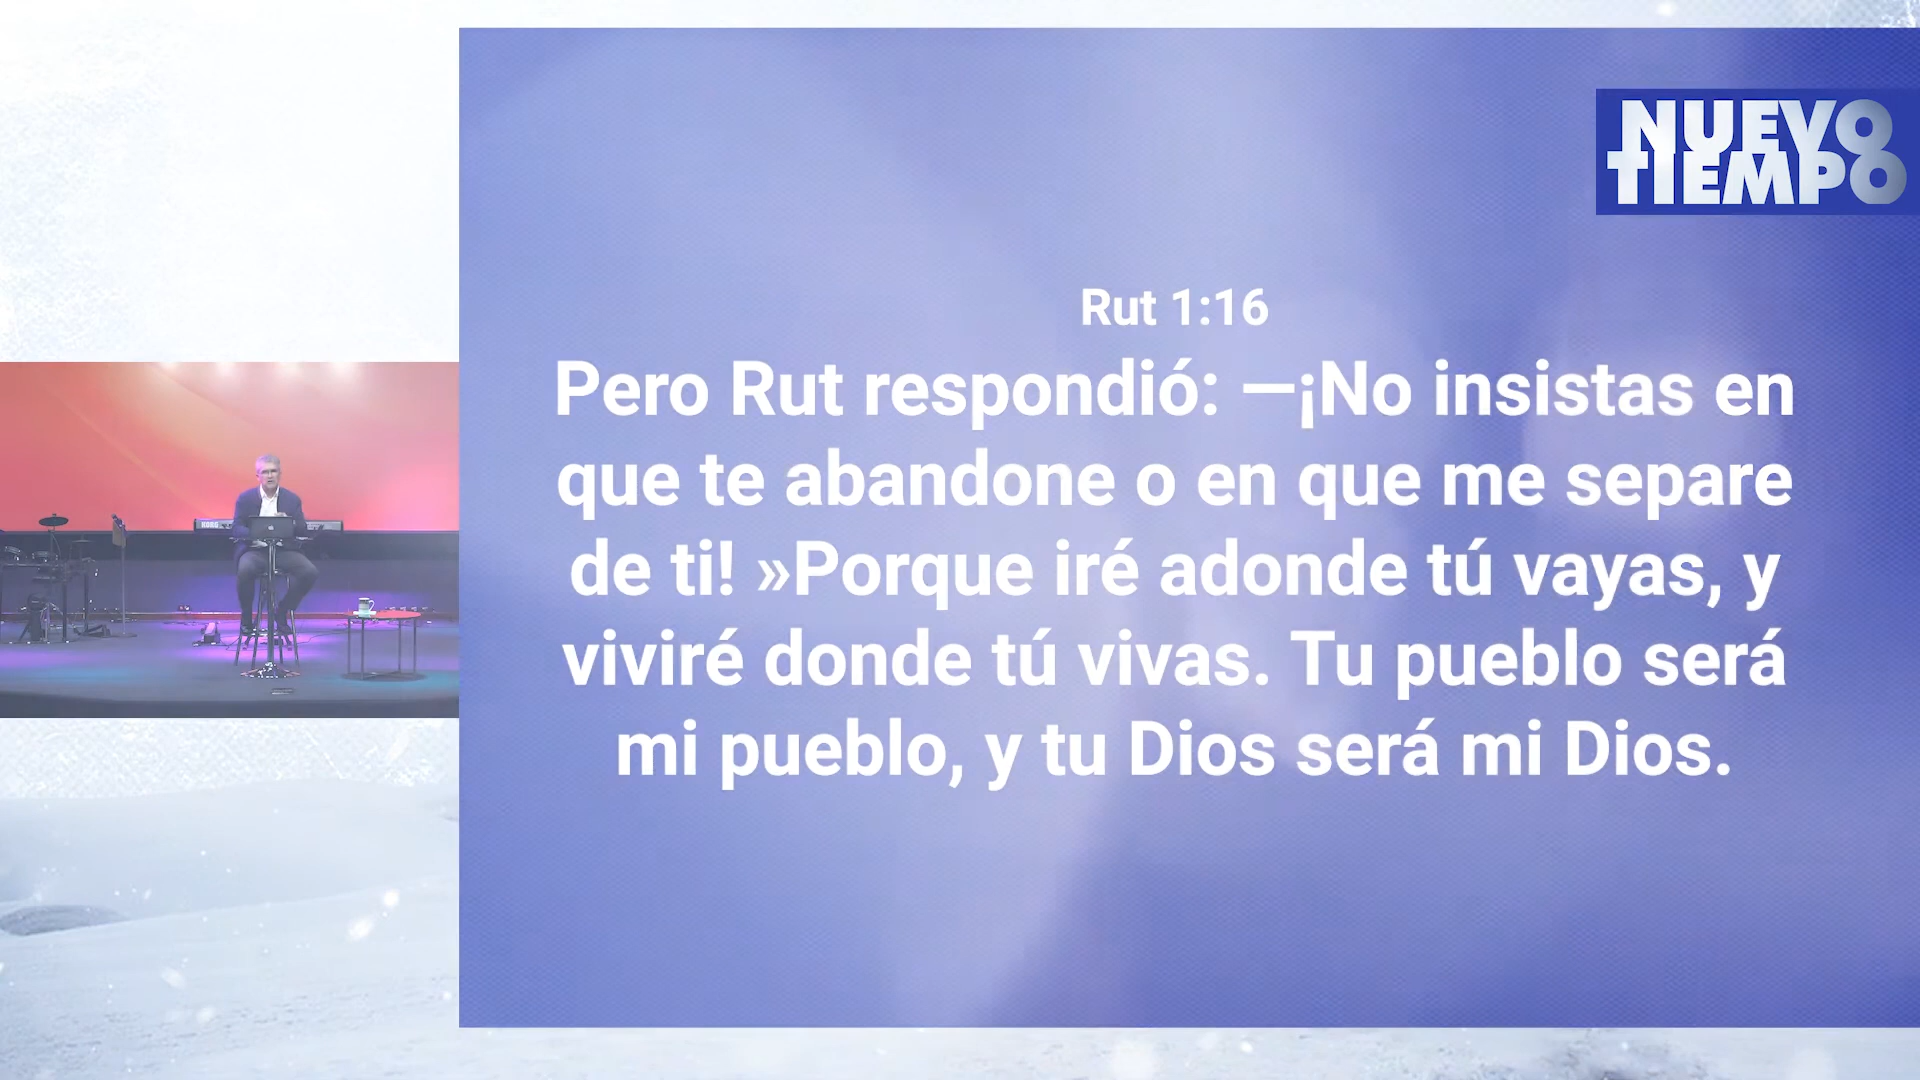 NUEVO
TIEMPO
Rut 1:16
Pero Rut respondió: —¡No insistas en
que te abandone o en que me separe
de ti! »Porque iré adonde tú vayas, y
viviré donde tú vivas. Tu pueblo será
mi pueblo, y tu Dios será mi Dios.
KORG